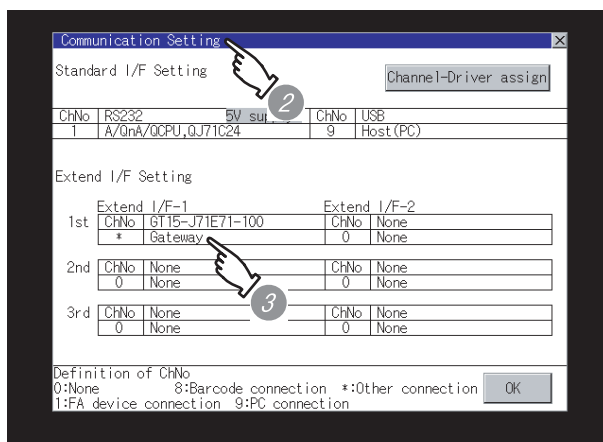 Communication Setting
Standard I/F Setting
Channel-Driver assign
2
ChNo RS232 5V ChNo USB
1 A/QnA/QCPU,QJ71C24 9 Host(PC)
Extend I/F Setting
Extend I/F-1 Extend I/F-2
1st ChNo GT15-J71E71-100 ChNo None
* Gateway 0 None
2nd ChNo None ChNo None
0 None 0 None
3
3rd ChNo None ChNo None
0 None 0 None
Definition of ChNo
0:None 8:Barcode connection *:Other connection OK
1:FA device connection 9:PC connection